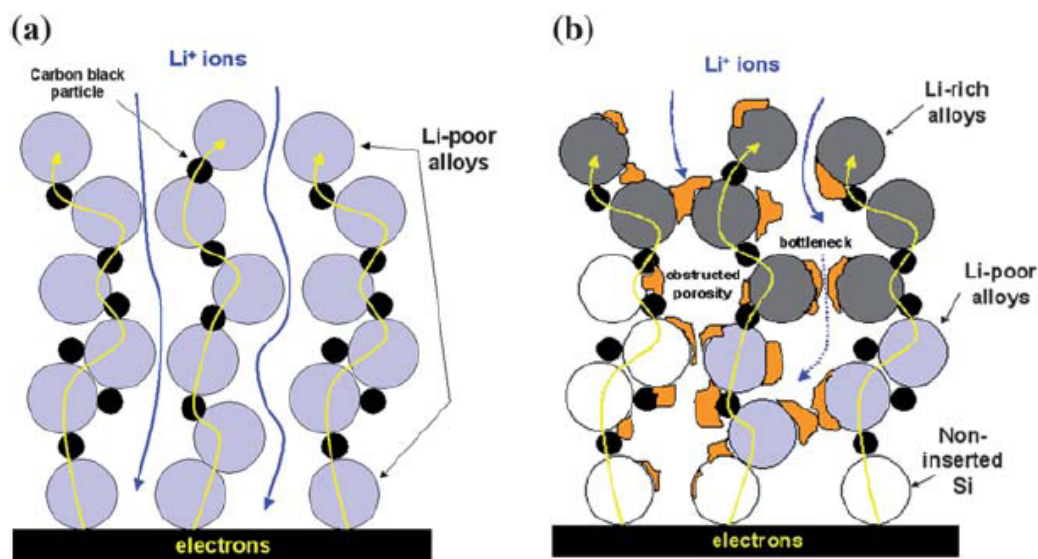 (a)
Li+ ions
Carbon black
particle
Li-poor
alloys
electrons
(b)
Li+ ions
Li-rich
alloys
bottleneck
obstructed
porosity
Li-poor
alloys
Non-
inserted
Si
electrons